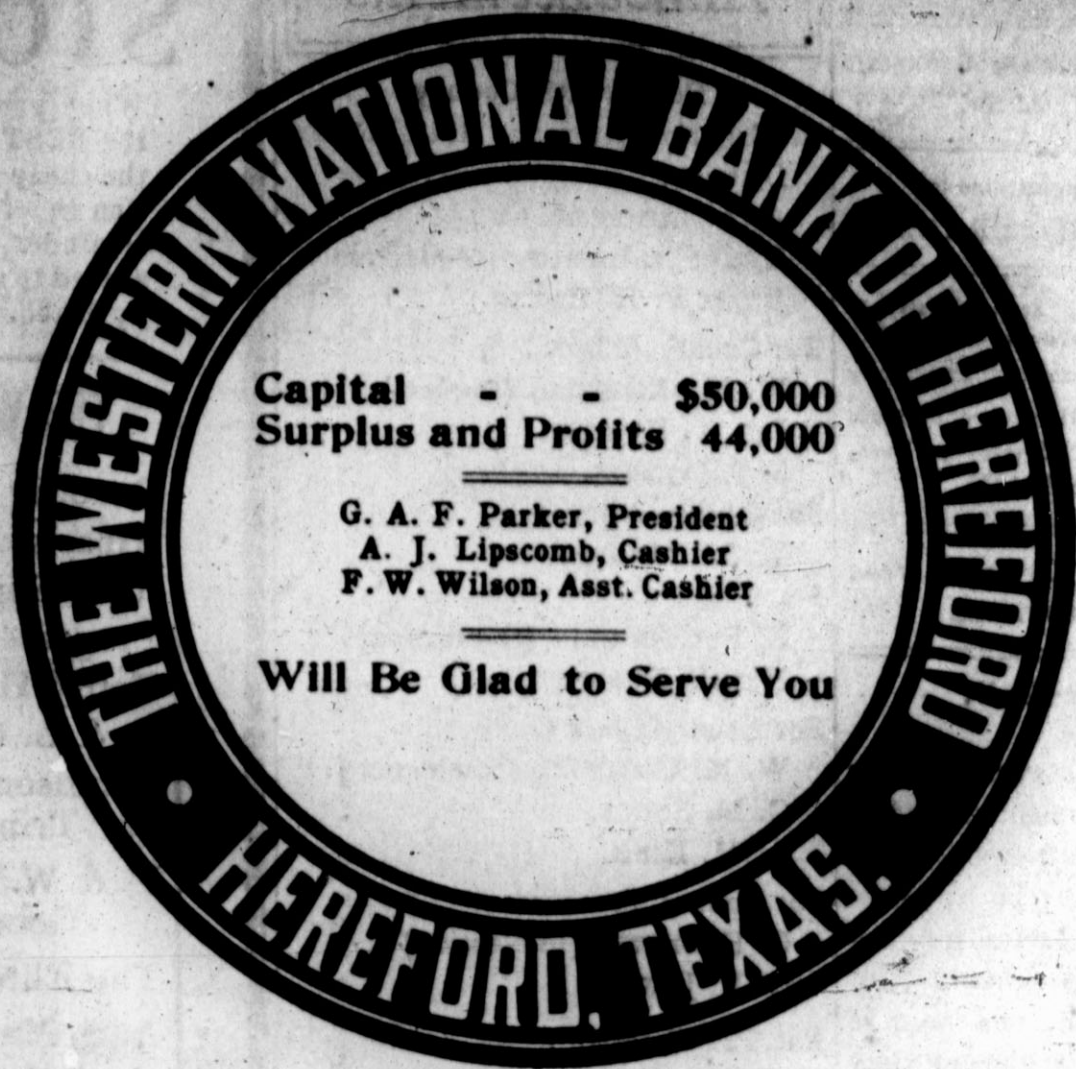 THE WESTERN NATIONAL BANK OF HEREFORD
Capital - - $50,000
Surplus and Profits 44,000
G. A. F. Parker, President
A. J. Lipscomb, Cashier
F. W. Wilson, Asst. Cashier
Will Be Glad to Serve You
HEREFORD, TEXAS.